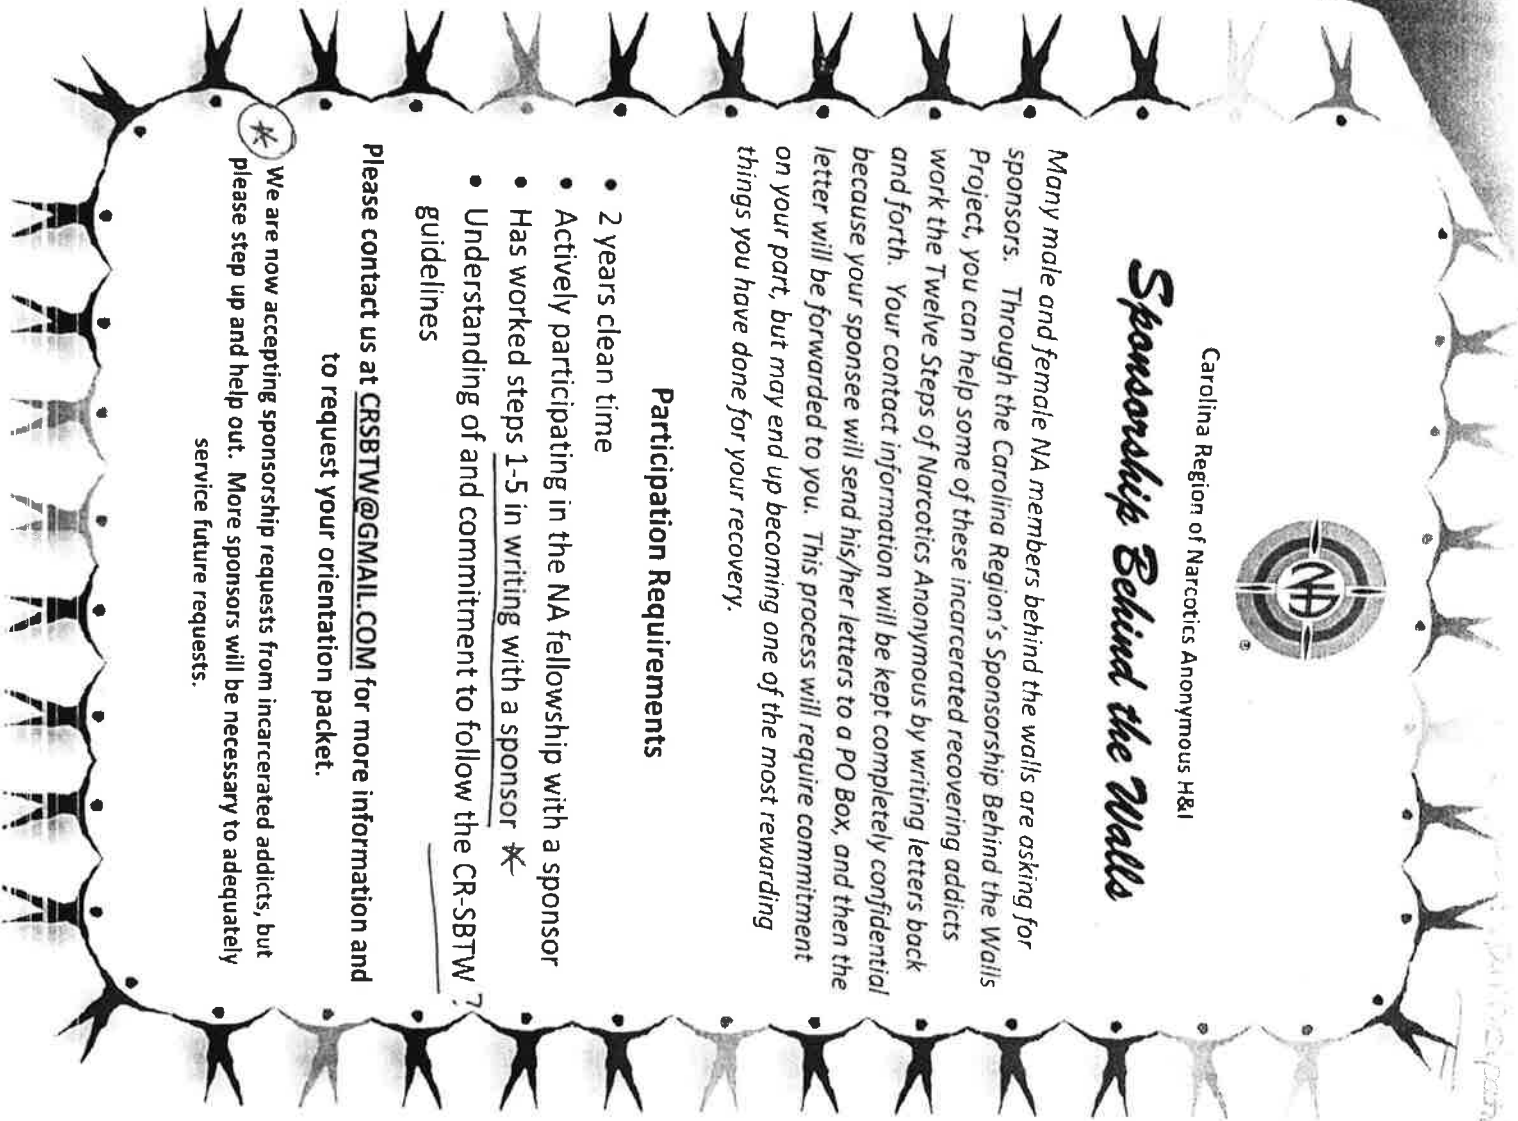 NA
®
Carolina Region of Narcotics Anonymous H&I
Sponsorship Behind the Walls
Many male and female NA members behind the walls are asking for
sponsors. Through the Carolina Region's Sponsorship Behind the Walls
Project, you can help some of these incarcerated recovering addicts
work the Twelve Steps of Narcotics Anonymous by writing letters back
and forth. Your contact information will be kept completely confidential
because your sponsee will send his/her letters to a PO Box, and then the
letter will be forwarded to you. This process will require commitment
on your part, but may end up becoming one of the most rewarding
things you have done for your recovery.
Participation Requirements
• 2 years clean time
• Actively participating in the NA fellowship with a sponsor
• Has worked steps 1-5 in writing with a sponsor *
• Understanding of and commitment to follow the CR-SBTW ?
guidelines
Please contact us at CRSBTW@GMAIL.COM for more information and
to request your orientation packet.
* We are now accepting sponsorship requests from incarcerated addicts, but
please step up and help out. More sponsors will be necessary to adequately
service future requests.